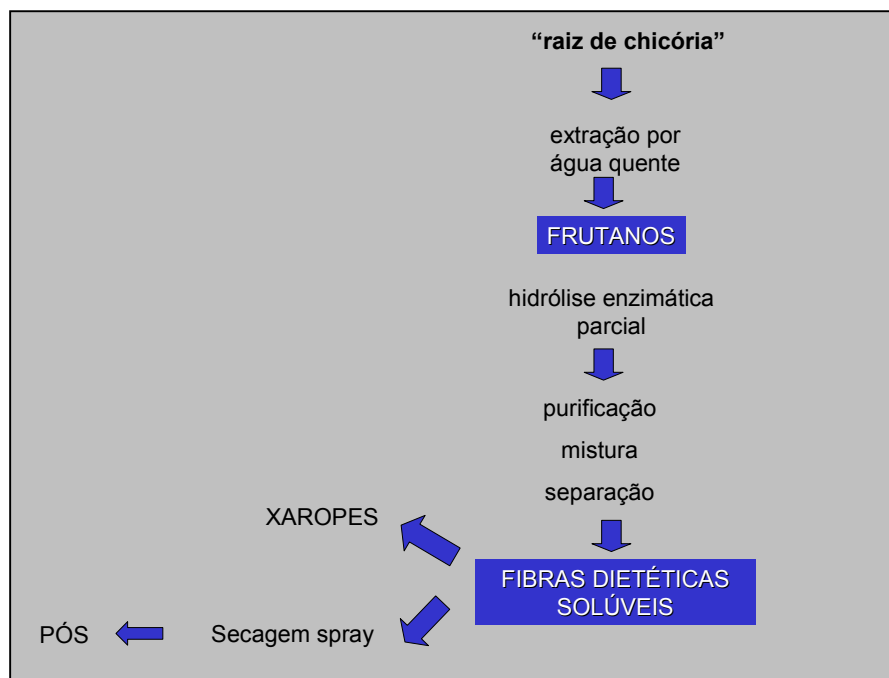 “raiz de chicória”
extração por
água quente
FRUTANOS
hidrólise enzimática
parcial
purificação
mistura
separação
XAROPES
FIBRAS DIETÉTICAS
SOLÚVEIS
PÓS
Secagem spray